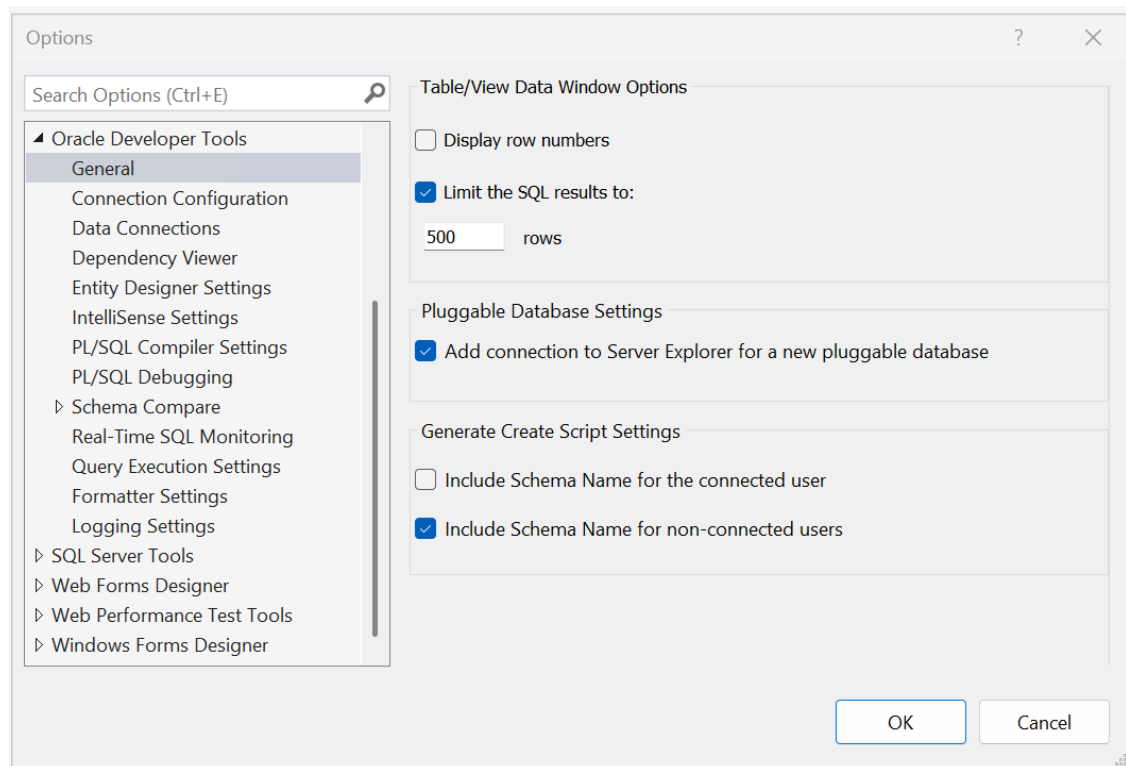 Options
?
Search Options (Ctrl+E)
Oracle Developer Tools
General
Connection Configuration
Data Connections
Dependency Viewer
Entity Designer Settings
IntelliSense Settings
PL/SQL Compiler Settings
PL/SQL Debugging
Schema Compare
Real-Time SQL Monitoring
Query Execution Settings
Formatter Settings
Logging Settings
SQL Server Tools
Web Forms Designer
Web Performance Test Tools
Windows Forms Designer
Table/View Data Window Options
Display row numbers
Limit the SQL results to:
500 rows
Pluggable Database Settings
Add connection to Server Explorer for a new pluggable database
Generate Create Script Settings
Include Schema Name for the connected user
Include Schema Name for non-connected users
OK Cancel